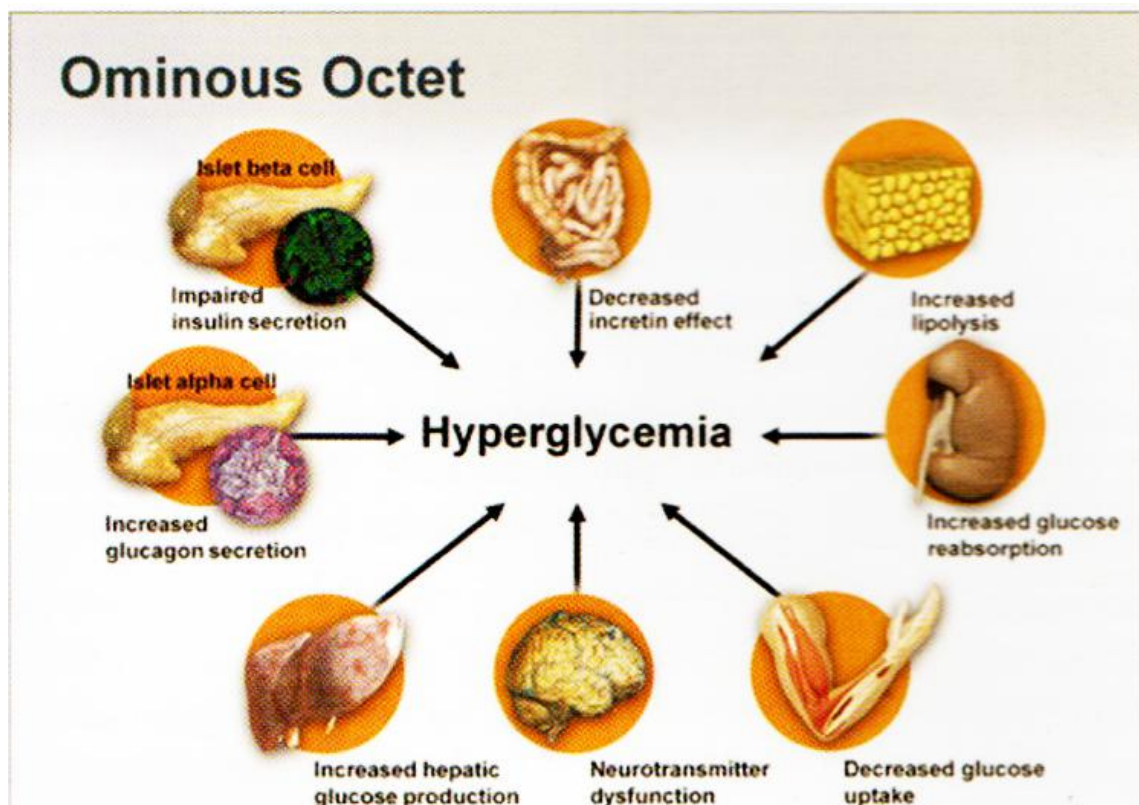 Ominous Octet
Islet beta cell
Impaired
insulin secretion
Decreased
incretin effect
Increased
lipolysis
Islet alpha cell
Increased
glucagon secretion
Hyperglycemia
Increased glucose
reabsorption
Increased hepatic
glucose production
Neurotransmitter
dysfunction
Decreased glucose
uptake